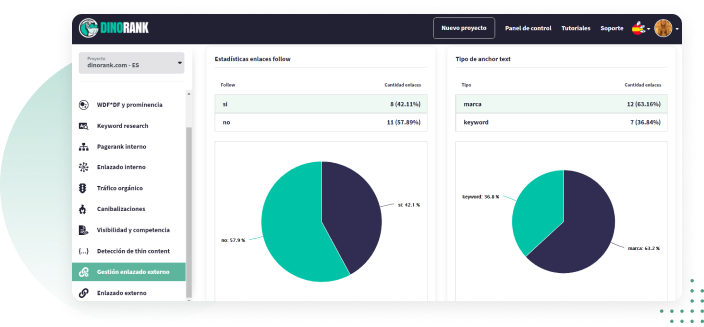 DINORANK
Nuevo proyecto
Panel de control
Tutoriales
Soporte
Proyecto
dinorank.com - ES
WDF*DF y prominencia
Keyword research
Pagerank interno
Enlazado interno
Tráfico orgánico
Canibalizaciones
Visibilidad y competencia
(...) Detección de thin content
Gestión enlazado externo
Enlazado externo
Estadísticas enlaces follow
Follow Cantidad enlaces
si 8 (42.11%)
no 11 (57.89%)
si: 42.1 %
no: 57.9 %
Tipo de anchor text
Tipo Cantidad enlaces
marca 12 (63.16%)
keyword 7 (36.84%)
keyword: 36.8 %
marca: 63.2 %